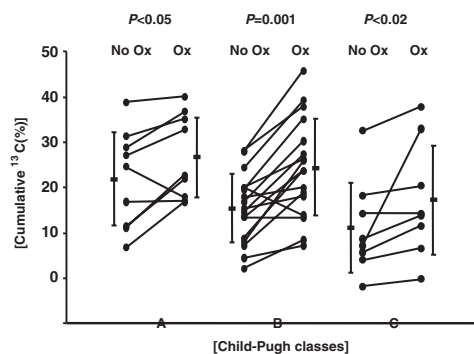 P<0.05 P=0.001 P<0.02
No Ox Ox No Ox Ox No Ox Ox
50
40
30
20
10
0
[Cumulative ¹³C(%)]
A B C
[Child-Pugh classes]